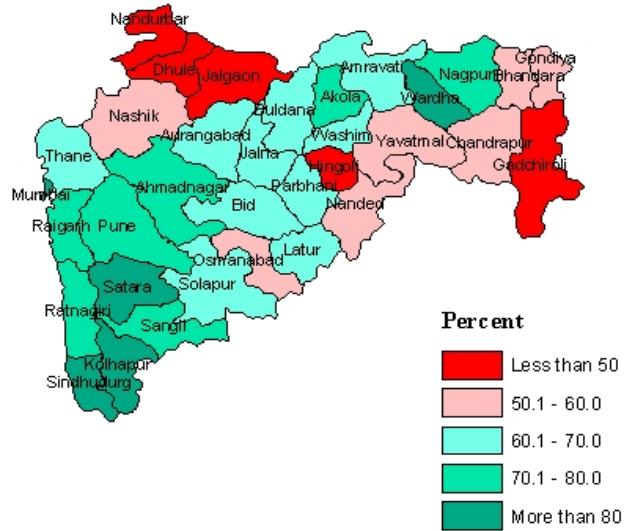 Nandurbar
Dhule
Jalgaon
Nashik
Buldana
Akola
Amravati
Wardha
Nagpur
Bhandara
Gondiya
Aurangabad
Jalna
Washim
Yavatmal
Chandrapur
Gadchiroli
Thane
Hingoli
Mumbai
Ahmadnagar
Parbhani
Nanded
Raigarh
Pune
Bid
Latur
Osmanabad
Satara
Solapur
Ratnagiri
Sangli
Kolhapur
Sindhudurg
Percent
Less than 50
50.1 - 60.0
60.1 - 70.0
70.1 - 80.0
More than 80